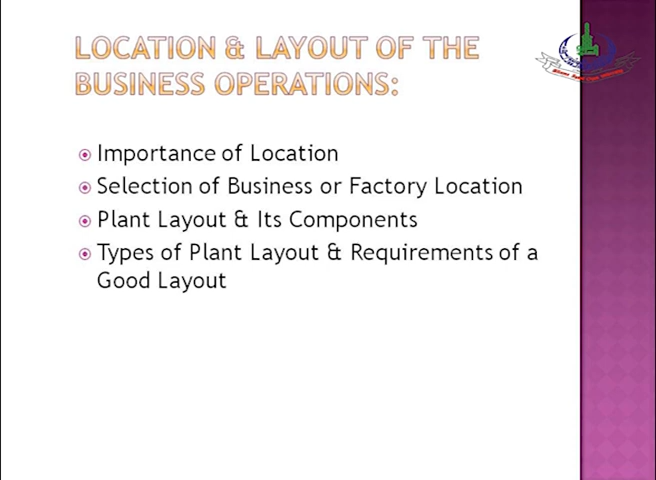 LOCATION & LAYOUT OF THE
BUSINESS OPERATIONS:
Importance of Location
Selection of Business or Factory Location
Plant Layout & Its Components
Types of Plant Layout & Requirements of a
Good Layout